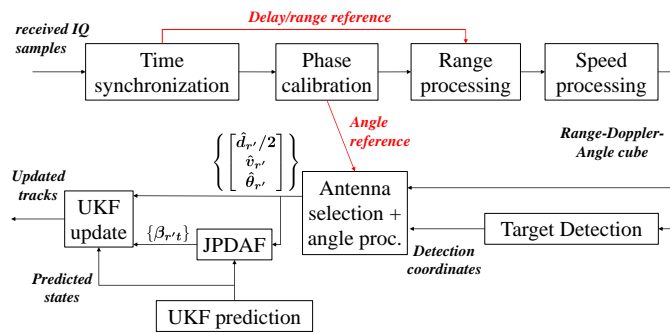 Delay/range reference
received IQ
samples
Time
synchronization
Phase
calibration
Range
processing
Speed
processing
Angle
reference
Range-Doppler-
Angle cube
{ [ d̂_{r'}/2
v̂_{r'}
θ̂_{r'} ] }
Updated
tracks
UKF
update
{β_{r't}}
JPDAF
Antenna
selection +
angle proc.
Target Detection
Detection
coordinates
Predicted
states
UKF prediction